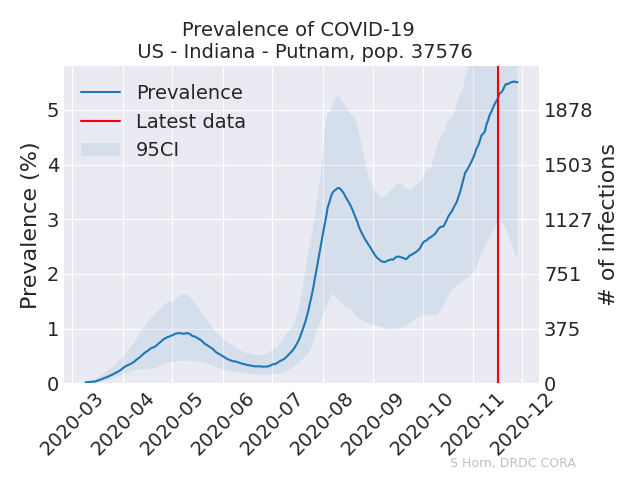 Prevalence of COVID-19
US - Indiana - Putnam, pop. 37576
Prevalence
Latest data
95CI
Prevalence (%)
5
4
3
2
1
0
1878
1503
1127
751
375
0
# of infections
2020-03
2020-04
2020-05
2020-06
2020-07
2020-08
2020-09
2020-10
2020-11
2020-12
S Horn, DRDC CORA